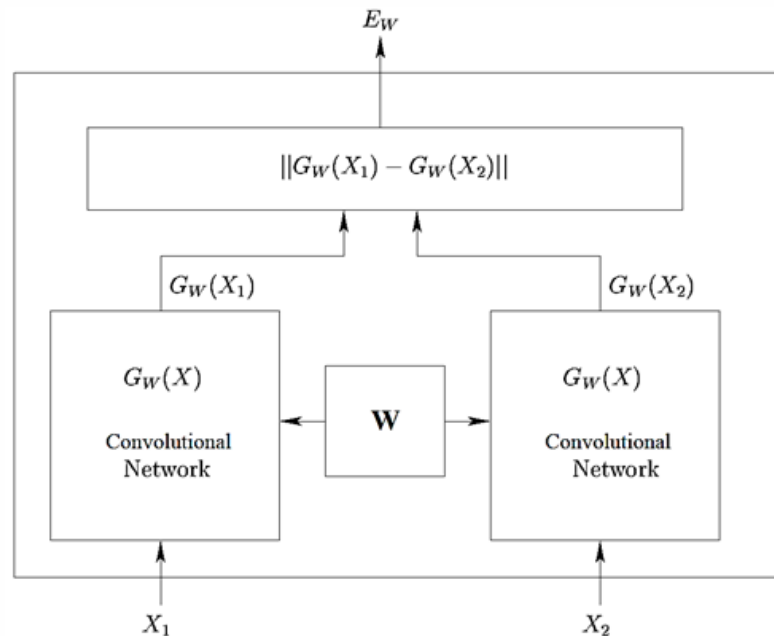 E_W
||G_W(X_1) − G_W(X_2)||
G_W(X_1)
G_W(X_2)
G_W(X)
Convolutional
Network
W
G_W(X)
Convolutional
Network
X_1
X_2